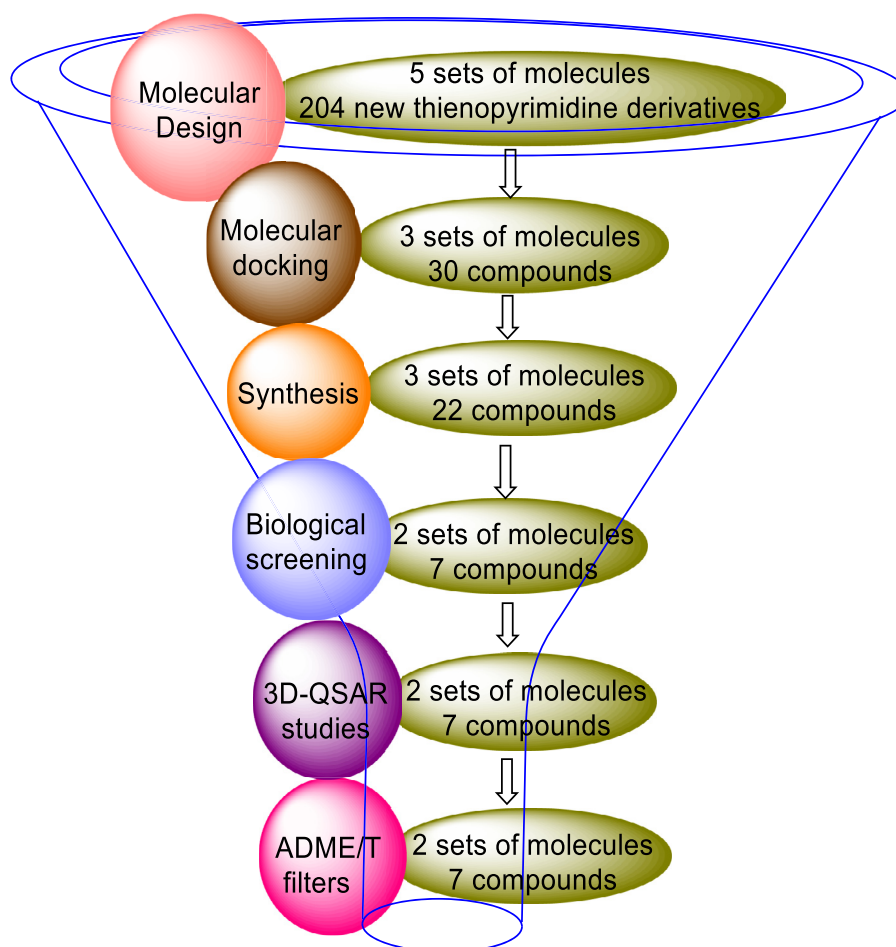 Molecular
Design
5 sets of molecules
204 new thienopyrimidine derivatives
Molecular
docking
3 sets of molecules
30 compounds
Synthesis
3 sets of molecules
22 compounds
Biological
screening
2 sets of molecules
7 compounds
3D-QSAR
studies
2 sets of molecules
7 compounds
ADME/T
filters
2 sets of molecules
7 compounds